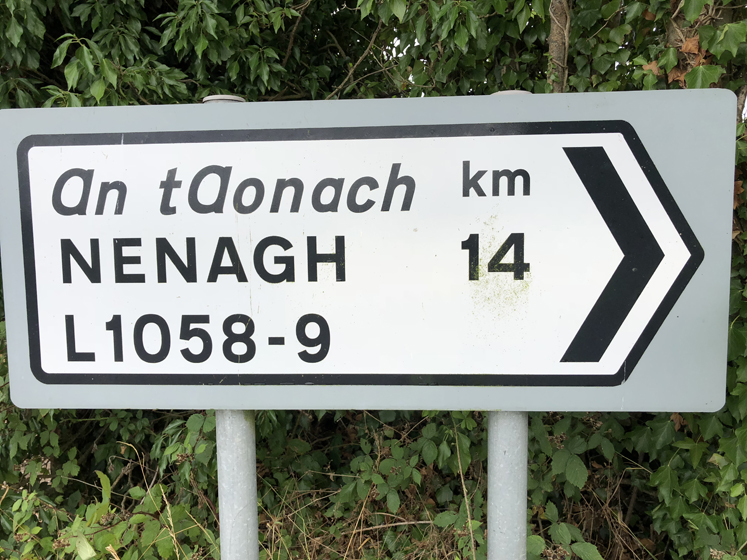 an taonach km
NENAGH 14
L1058-9